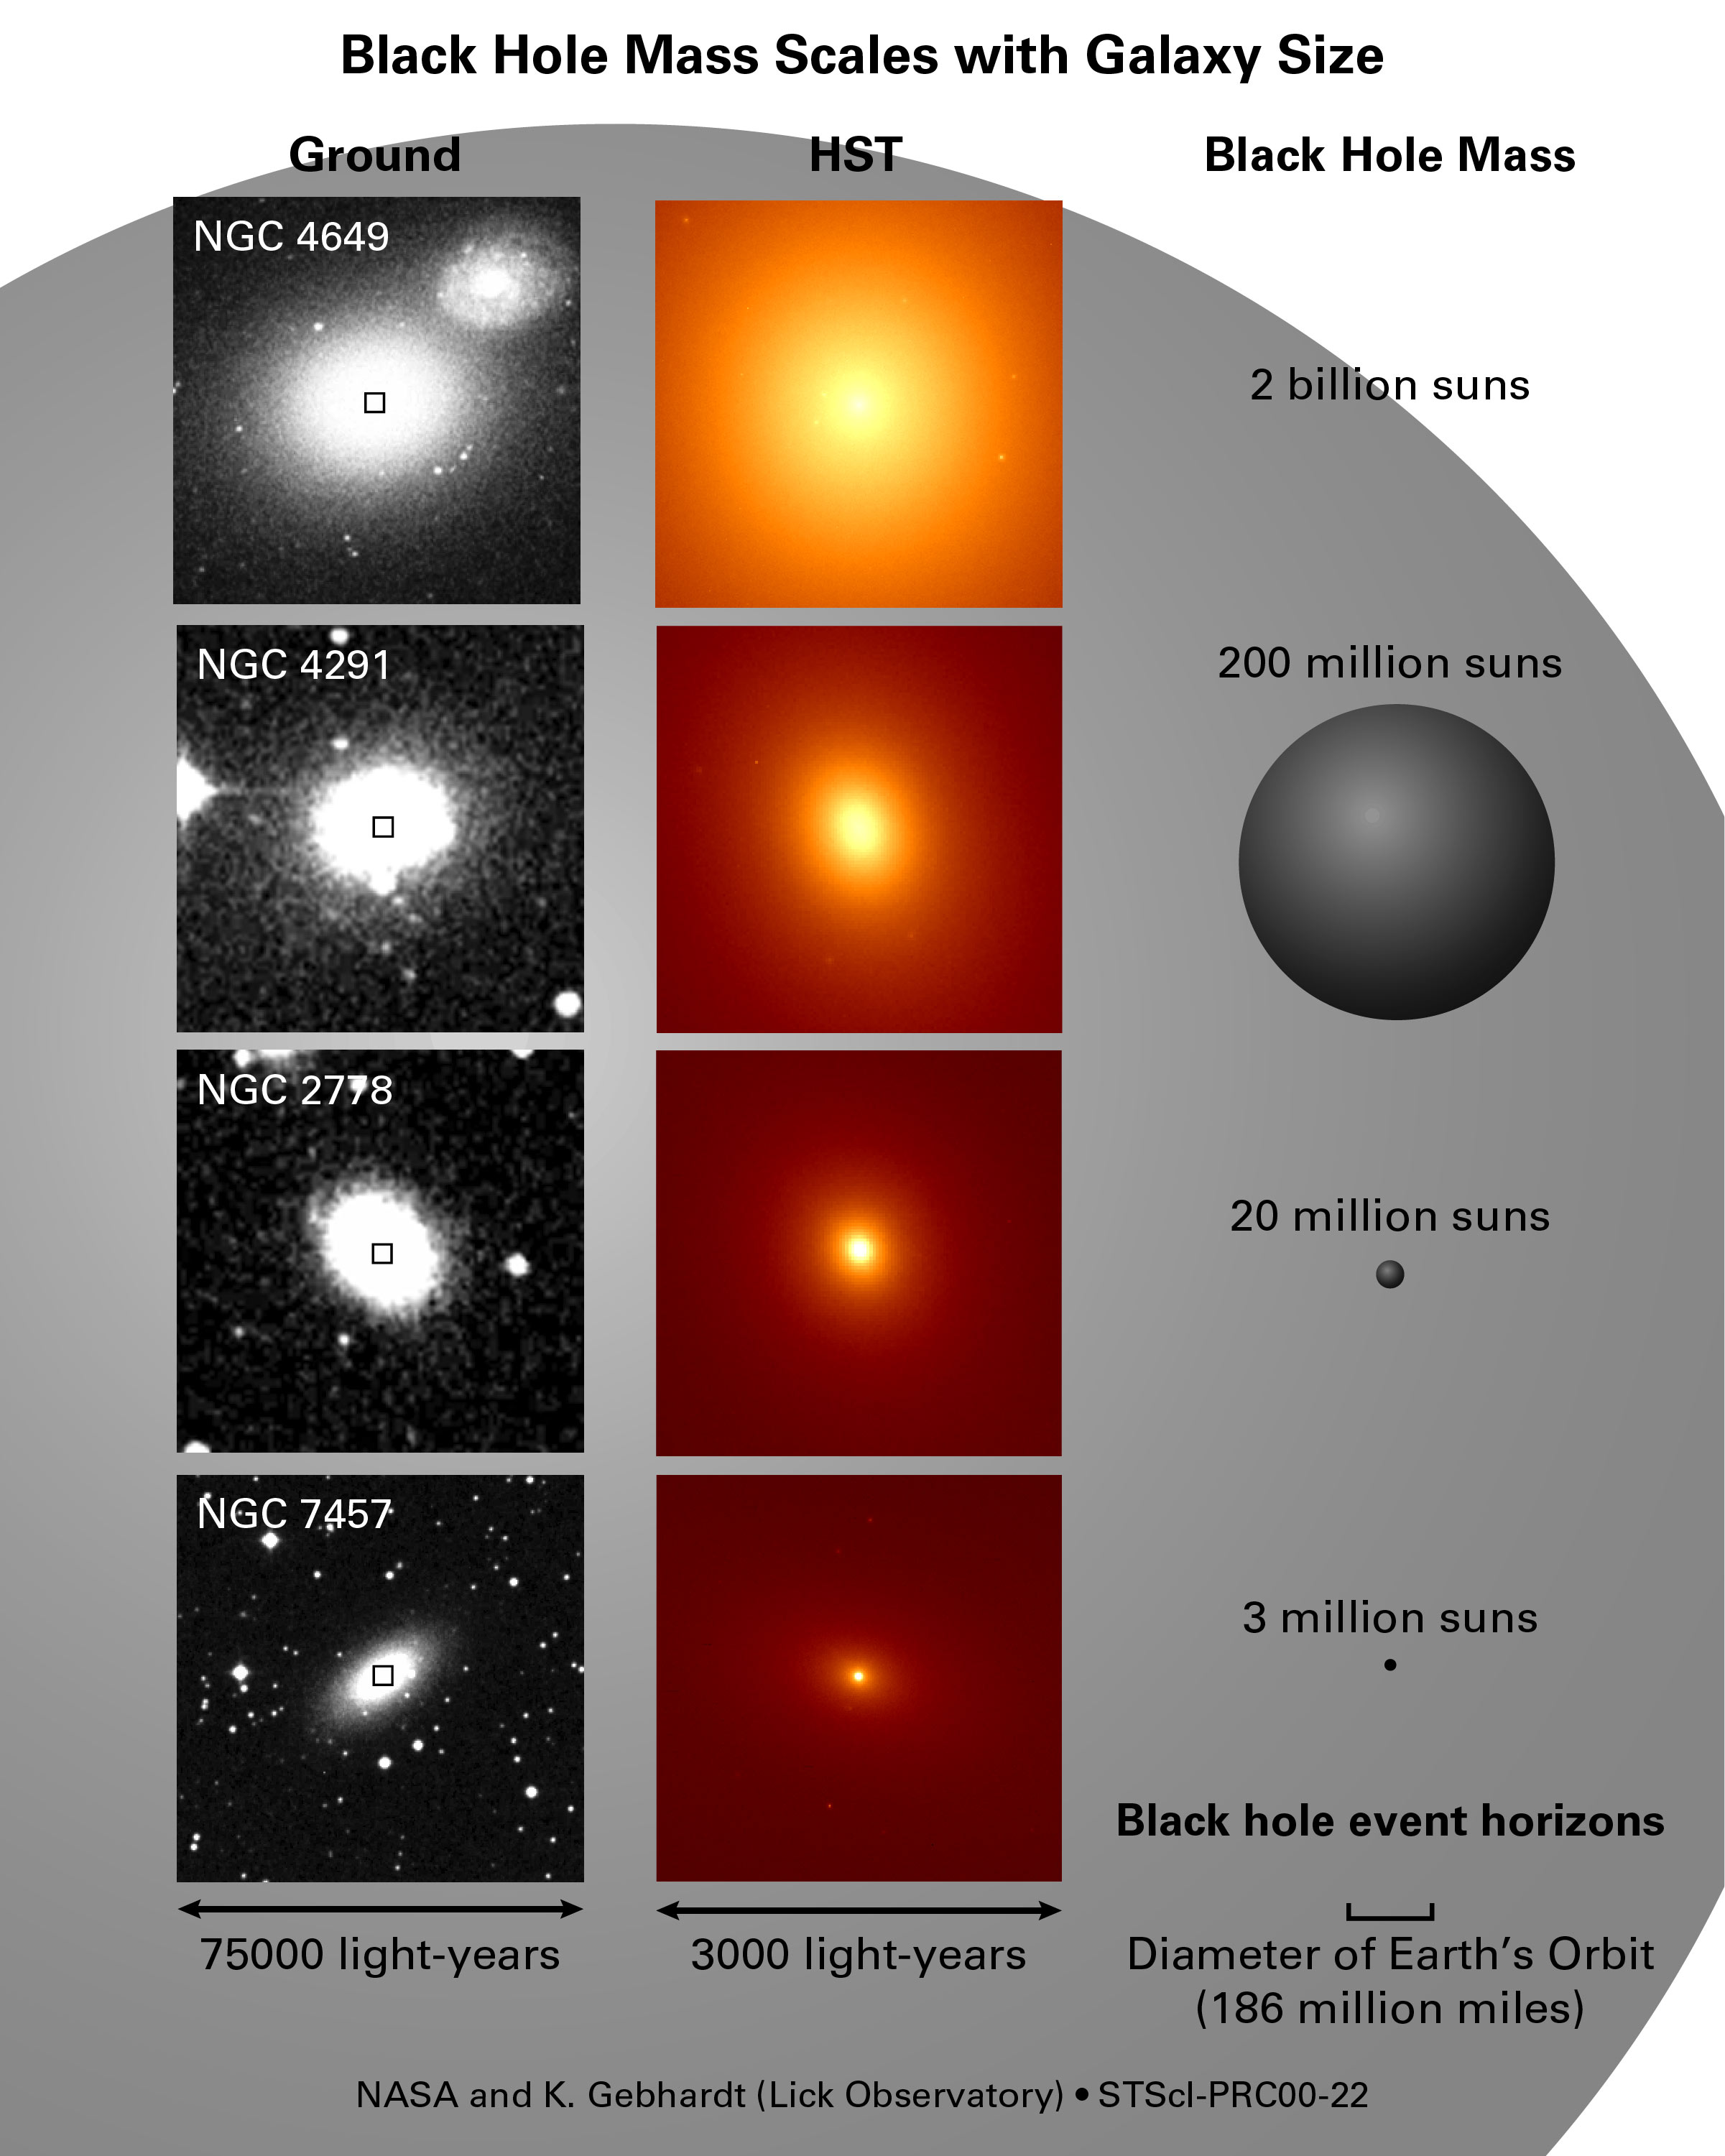 Black Hole Mass Scales with Galaxy Size
Ground
HST
Black Hole Mass
NGC 4649
2 billion suns
NGC 4291
200 million suns
NGC 2778
20 million suns
NGC 7457
3 million suns
Black hole event horizons
75000 light-years
3000 light-years
Diameter of Earth’s Orbit
(186 million miles)
NASA and K. Gebhardt (Lick Observatory) • STScI-PRC00-22